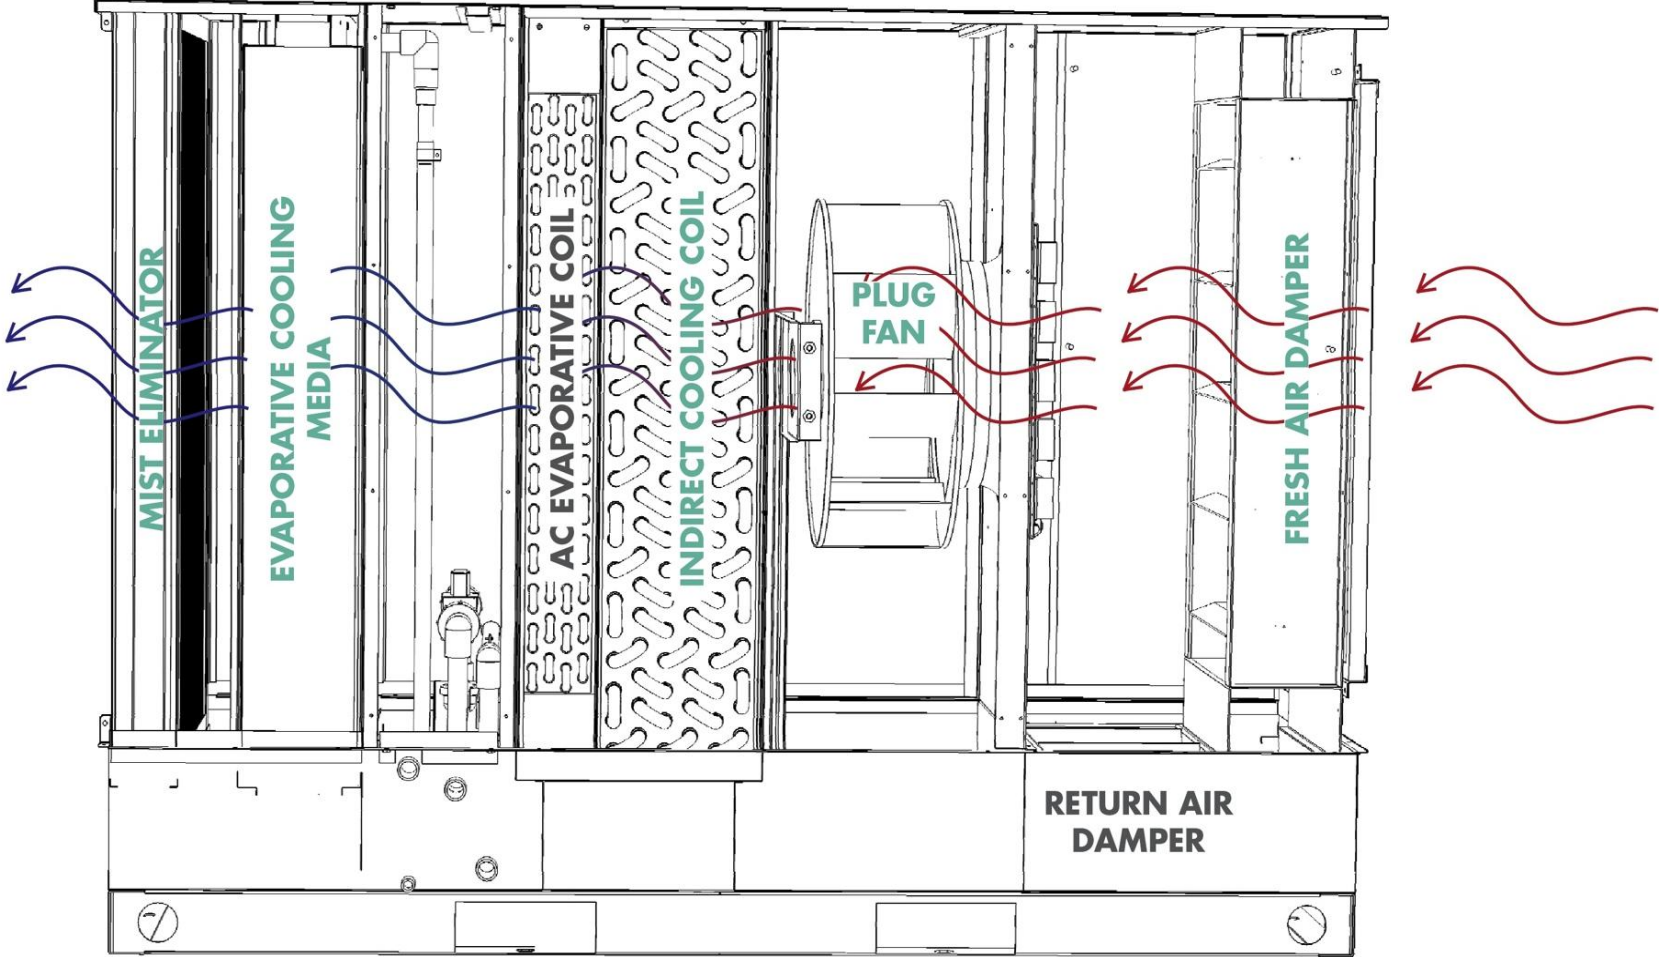 MIST ELIMINATOR
EVAPORATIVE COOLING
MEDIA
AC EVAPORATIVE COIL
INDIRECT COOLING COIL
PLUG
FAN
FRESH AIR DAMPER
RETURN AIR
DAMPER